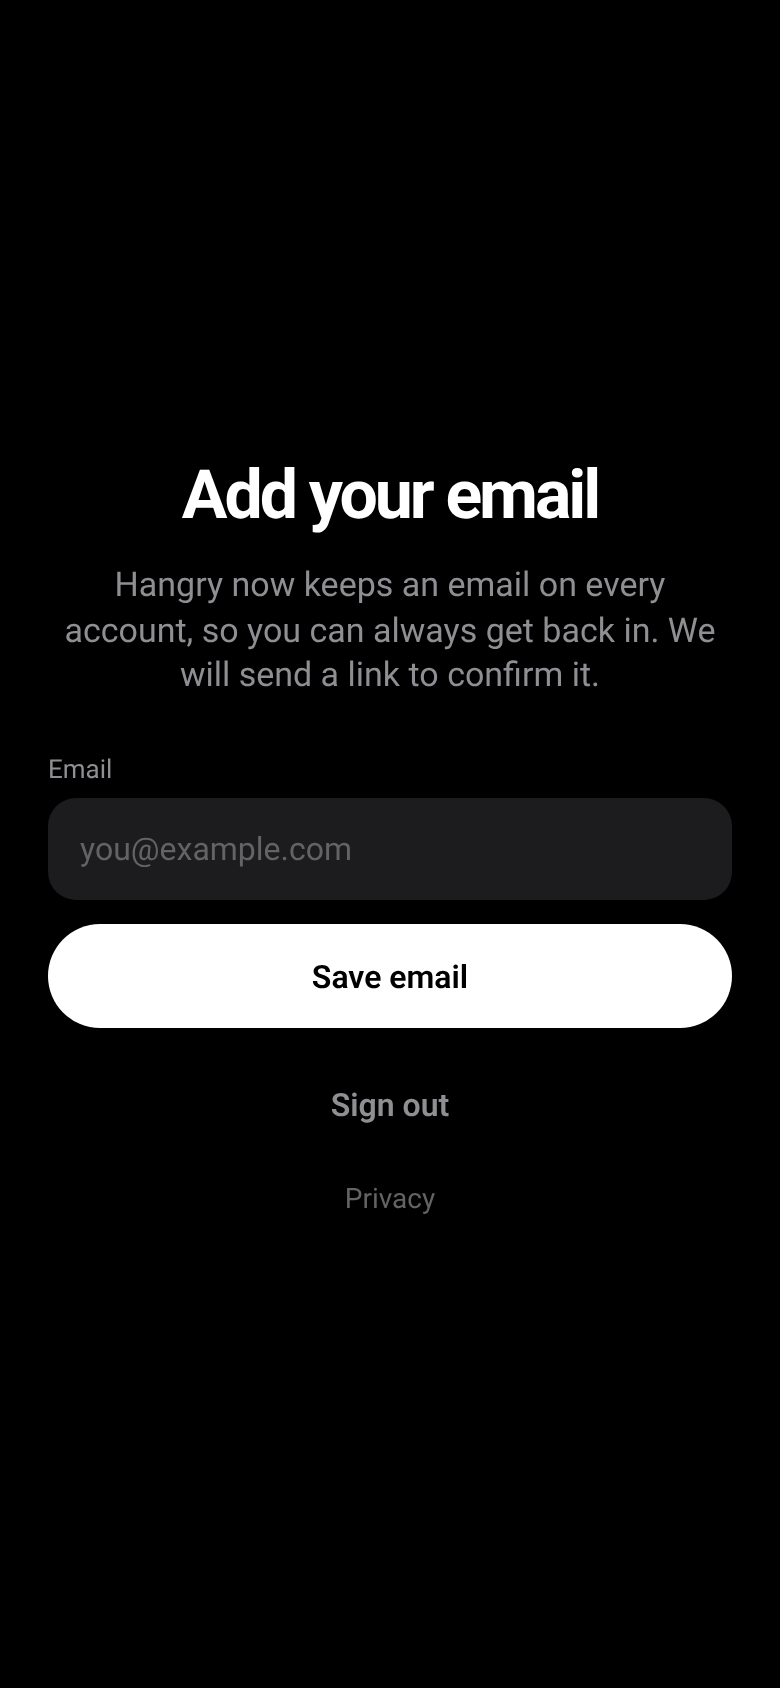 Add your email
Hangry now keeps an email on every
account, so you can always get back in. We
will send a link to confirm it.
Email
you@example.com
Save email
Sign out
Privacy